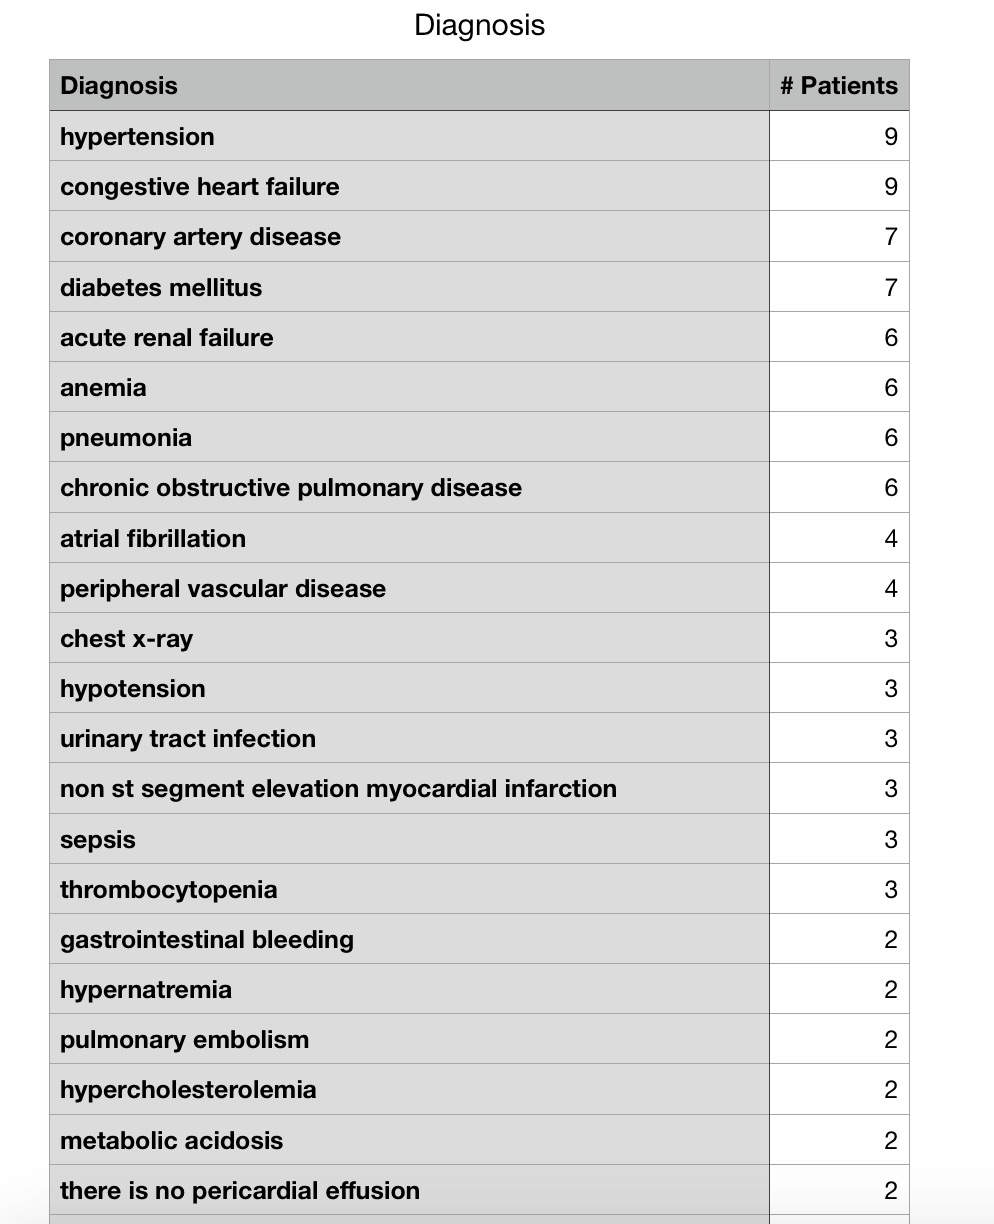 Diagnosis
Diagnosis # Patients
hypertension 9
congestive heart failure 9
coronary artery disease 7
diabetes mellitus 7
acute renal failure 6
anemia 6
pneumonia 6
chronic obstructive pulmonary disease 6
atrial fibrillation 4
peripheral vascular disease 4
chest x-ray 3
hypotension 3
urinary tract infection 3
non st segment elevation myocardial infarction 3
sepsis 3
thrombocytopenia 3
gastrointestinal bleeding 2
hypernatremia 2
pulmonary embolism 2
hypercholesterolemia 2
metabolic acidosis 2
there is no pericardial effusion 2